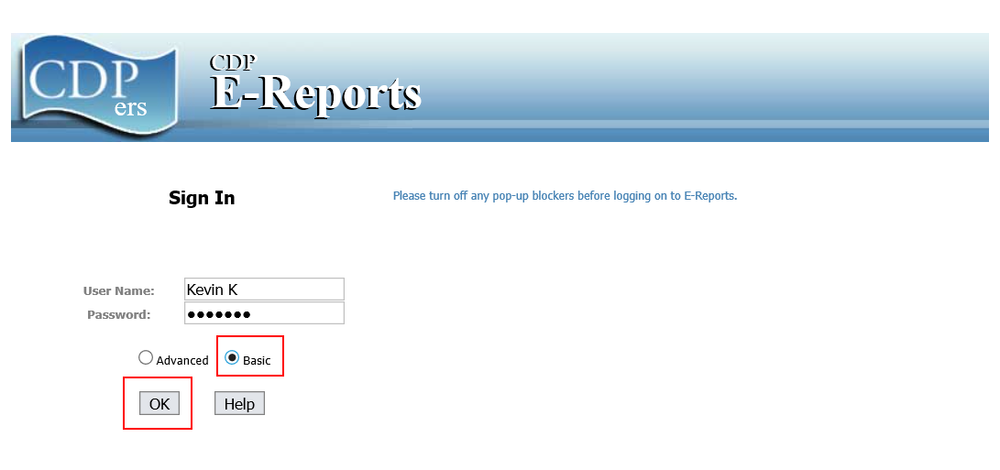 CDP
ers
CDP
E-Reports
Sign In
Please turn off any pop-up blockers before logging on to E-Reports.
User Name: Kevin K
Password: ●●●●●●●
Advanced Basic
OK Help